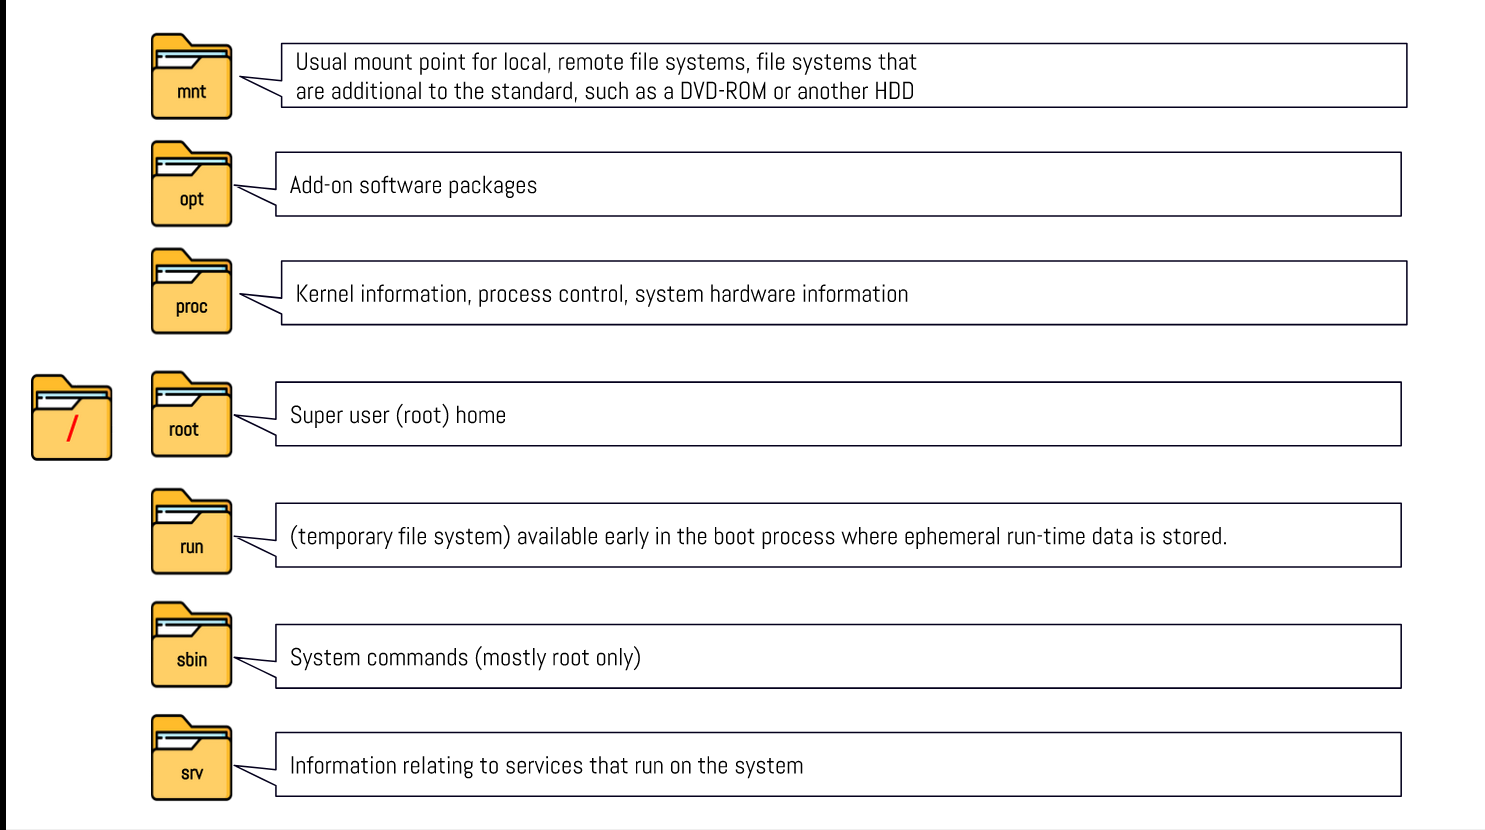 mnt
Usual mount point for local, remote file systems, file systems that
are additional to the standard, such as a DVD-ROM or another HDD
opt
Add-on software packages
proc
Kernel information, process control, system hardware information
/
root
Super user (root) home
run
(temporary file system) available early in the boot process where ephemeral run-time data is stored.
sbin
System commands (mostly root only)
srv
Information relating to services that run on the system